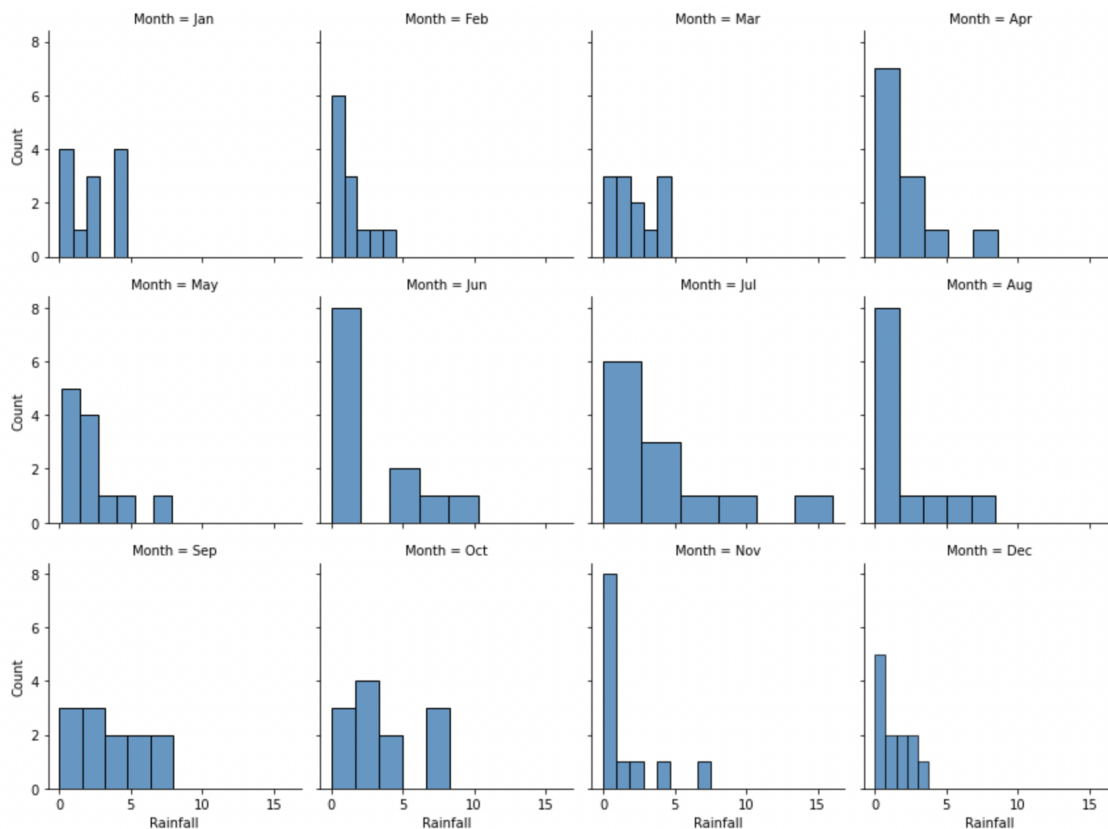 Month = Jan
Month = Feb
Month = Mar
Month = Apr
8
6
4
2
0
Count
Month = May
Month = Jun
Month = Jul
Month = Aug
8
6
4
2
0
Count
Month = Sep
Month = Oct
Month = Nov
Month = Dec
8
6
4
2
0
Count
0 5 10 15
0 5 10 15
0 5 10 15
0 5 10 15
Rainfall
Rainfall
Rainfall
Rainfall